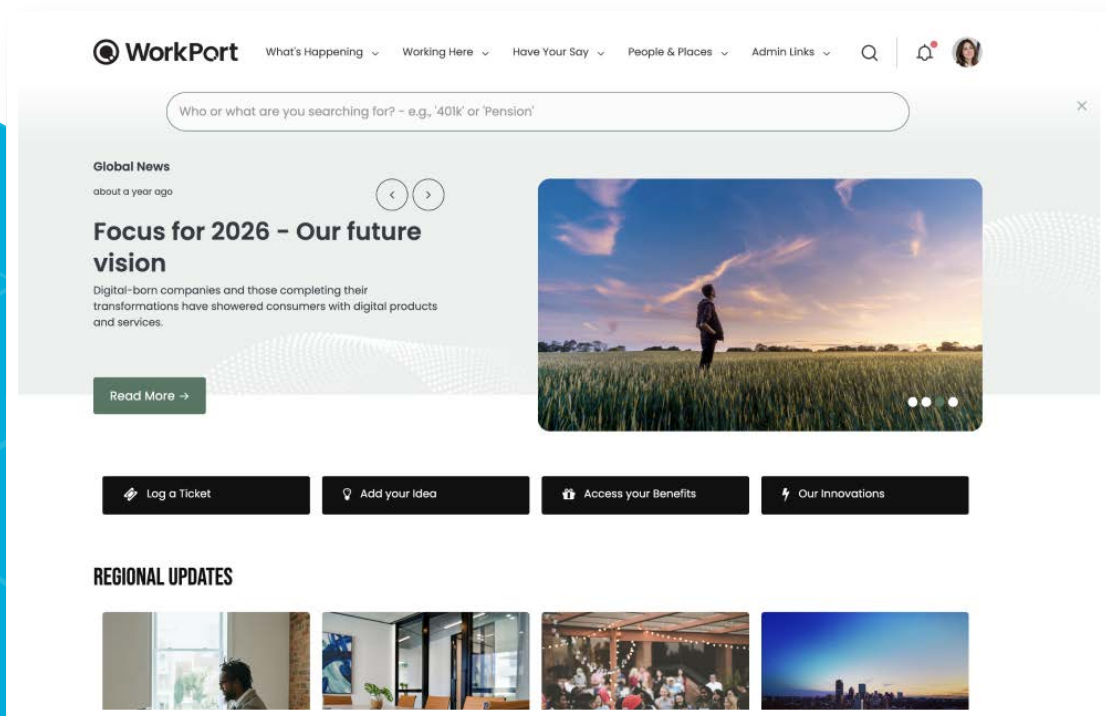 WorkPort
What's Happening
Working Here
Have Your Say
People & Places
Admin Links
Who or what are you searching for? - e.g., '401k' or 'Pension'
Global News
about a year ago
Focus for 2026 - Our future
vision
Digital-born companies and those completing their
transformations have showered consumers with digital products
and services.
Read More →
Log a Ticket
Add your Idea
Access your Benefits
Our Innovations
REGIONAL UPDATES